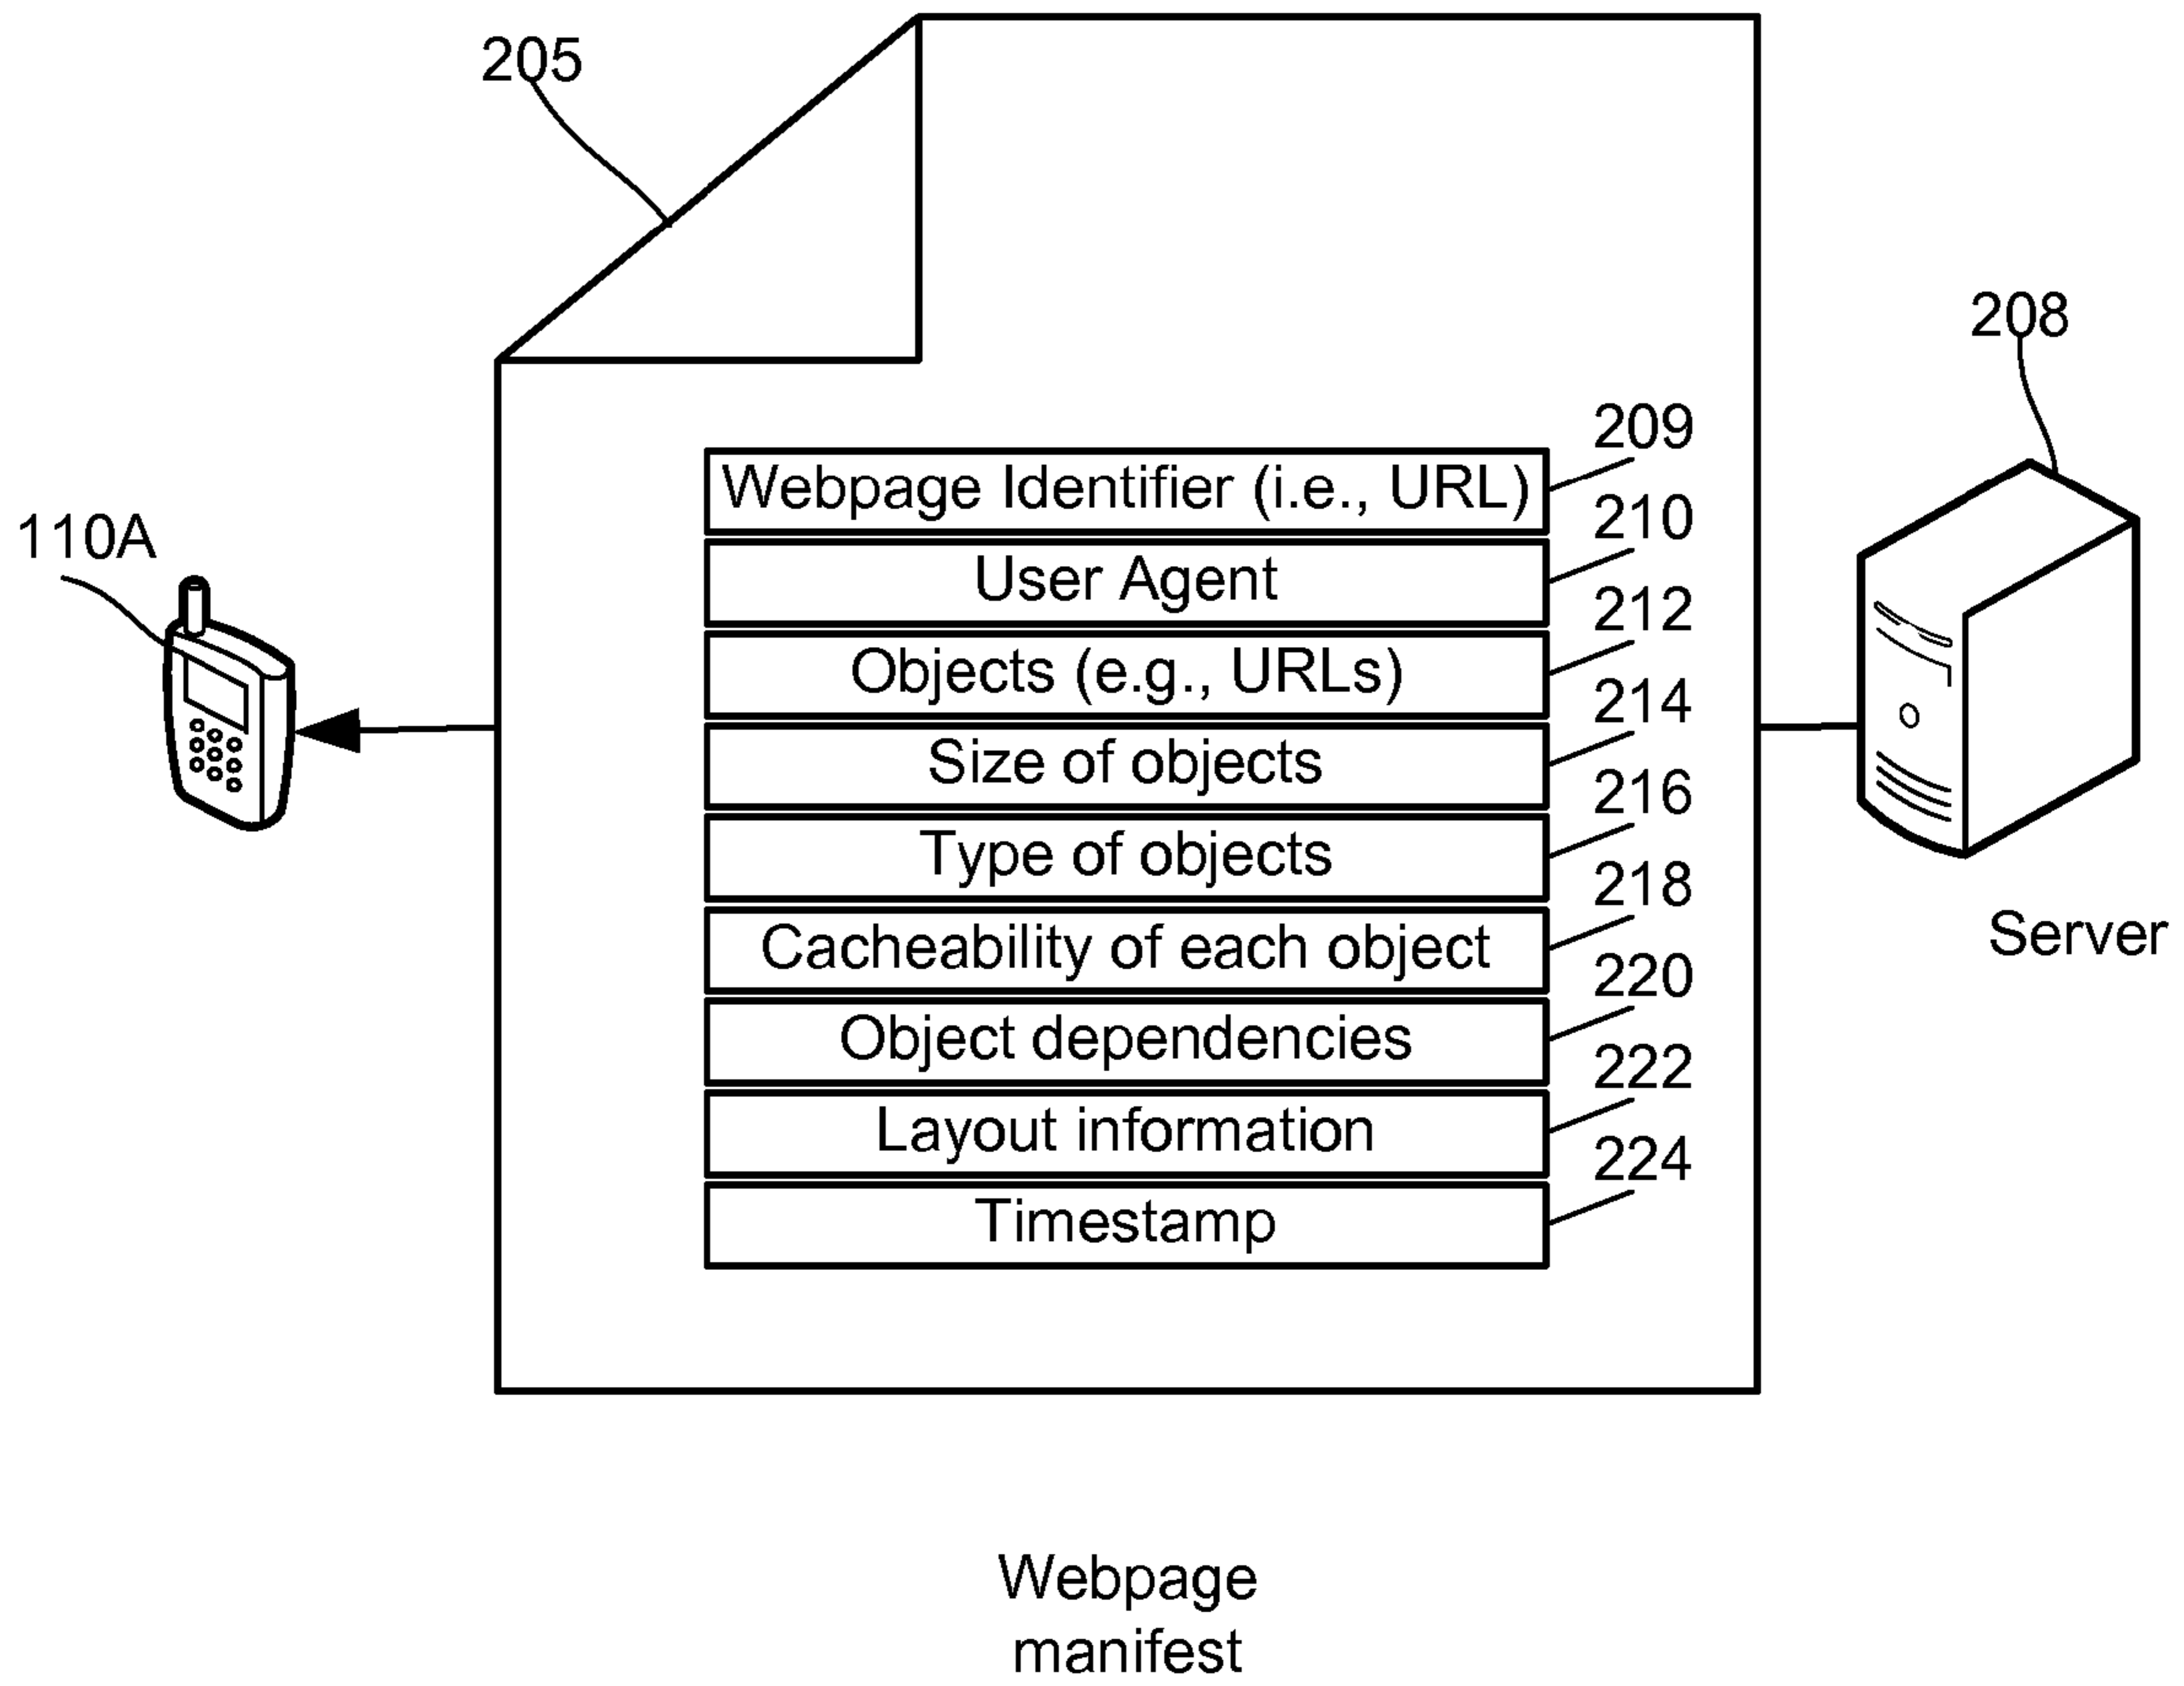 205
208
209
Webpage Identifier (i.e., URL)
210
110A
User Agent
212
Objects (e.g., URLs)
214
Size of objects
216
Type of objects
218
Cacheability of each object
Server
220
Object dependencies
222
Layout information
224
Timestamp
Webpage
manifest